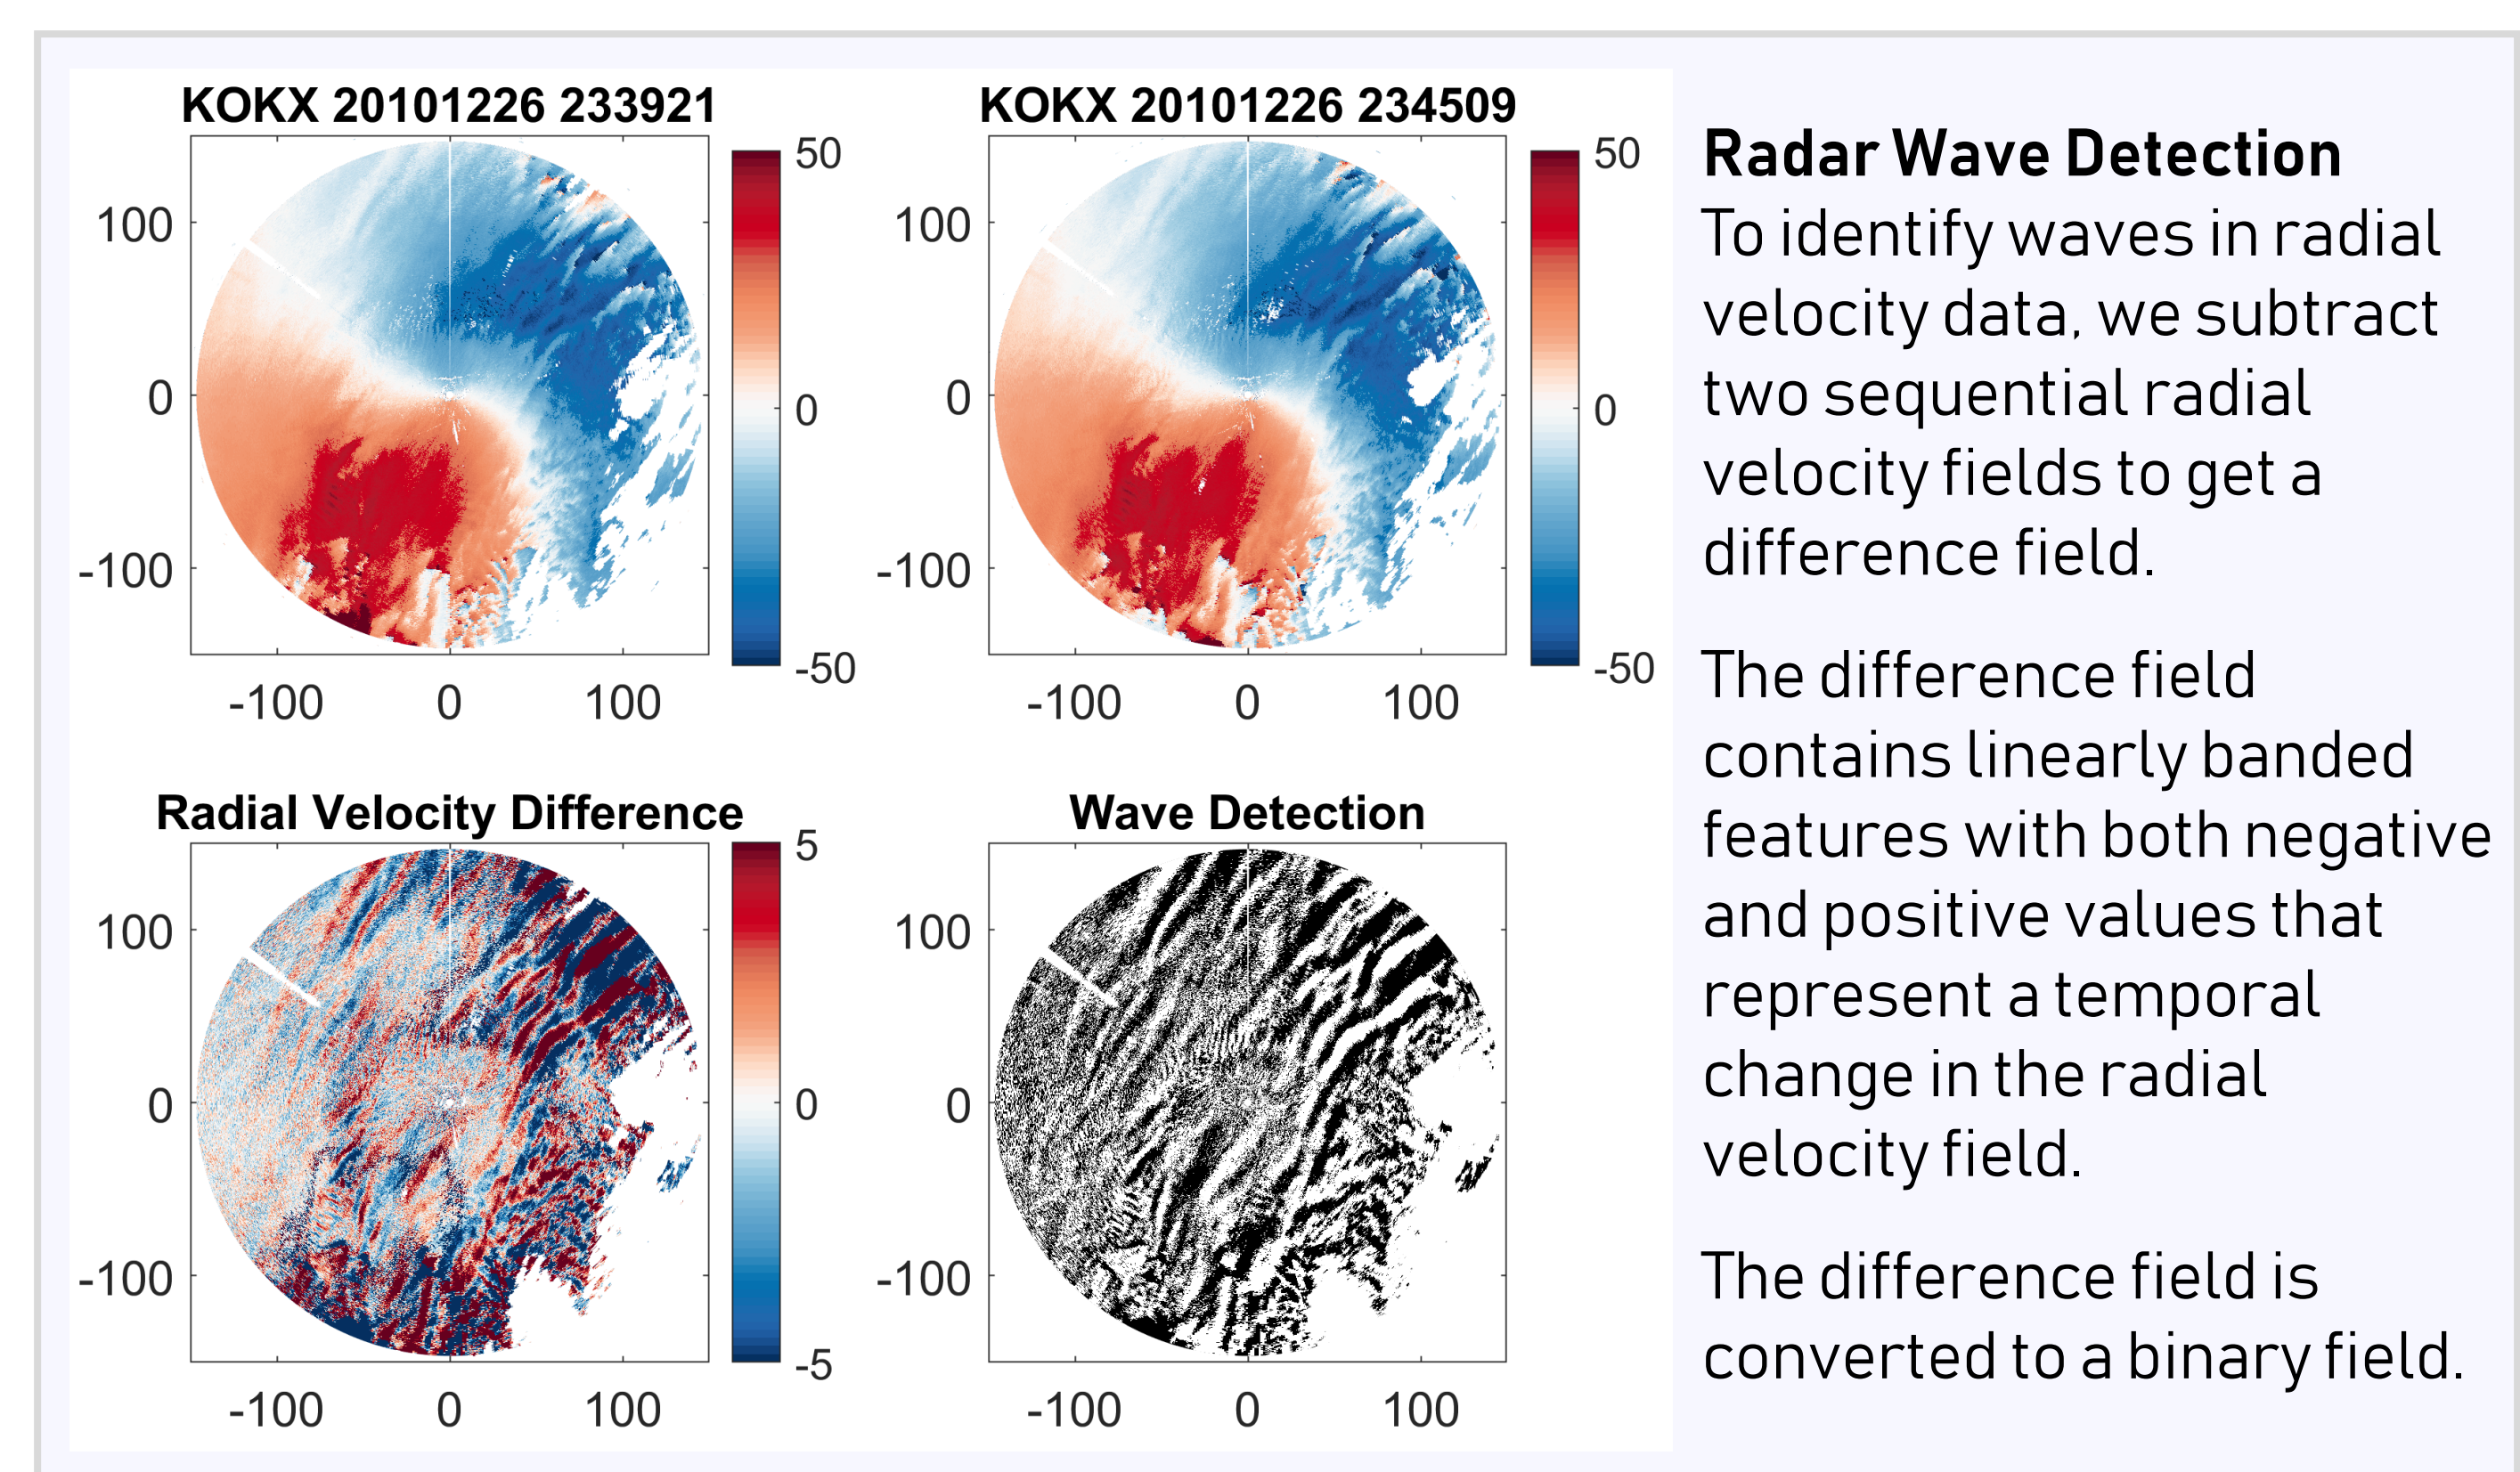 KOKX 20101226 233921
50
100
0
0
-100
-50
-100
0
100
KOKX 20101226 234509
50
100
0
0
-100
-50
-100
0
100
Radial Velocity Difference
5
100
0
0
-100
-5
-100
0
100
Wave Detection
100
0
-100
-100
0
100
Radar Wave Detection
To identify waves in radial
velocity data, we subtract
two sequential radial
velocity fields to get a
difference field.
The difference field
contains linearly banded
features with both negative
and positive values that
represent a temporal
change in the radial
velocity field.
The difference field is
converted to a binary field.